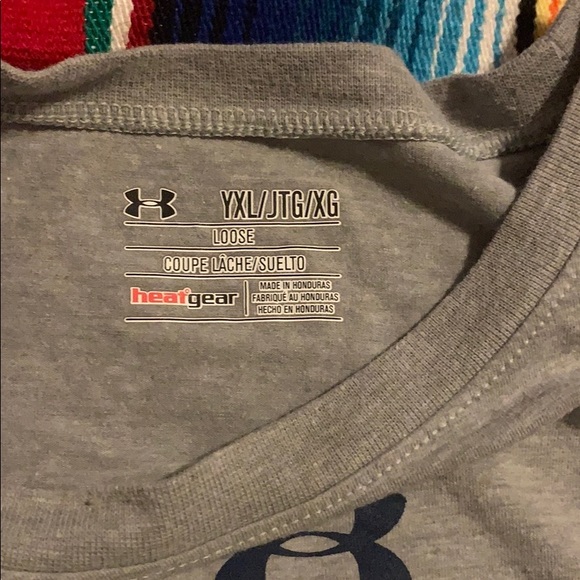 YXL/JTG/XG
LOOSE
COUPE LÂCHE/SUELTO
heatgear
MADE IN HONDURAS
FABRIQUÉ AU HONDURAS
HECHO EN HONDURAS